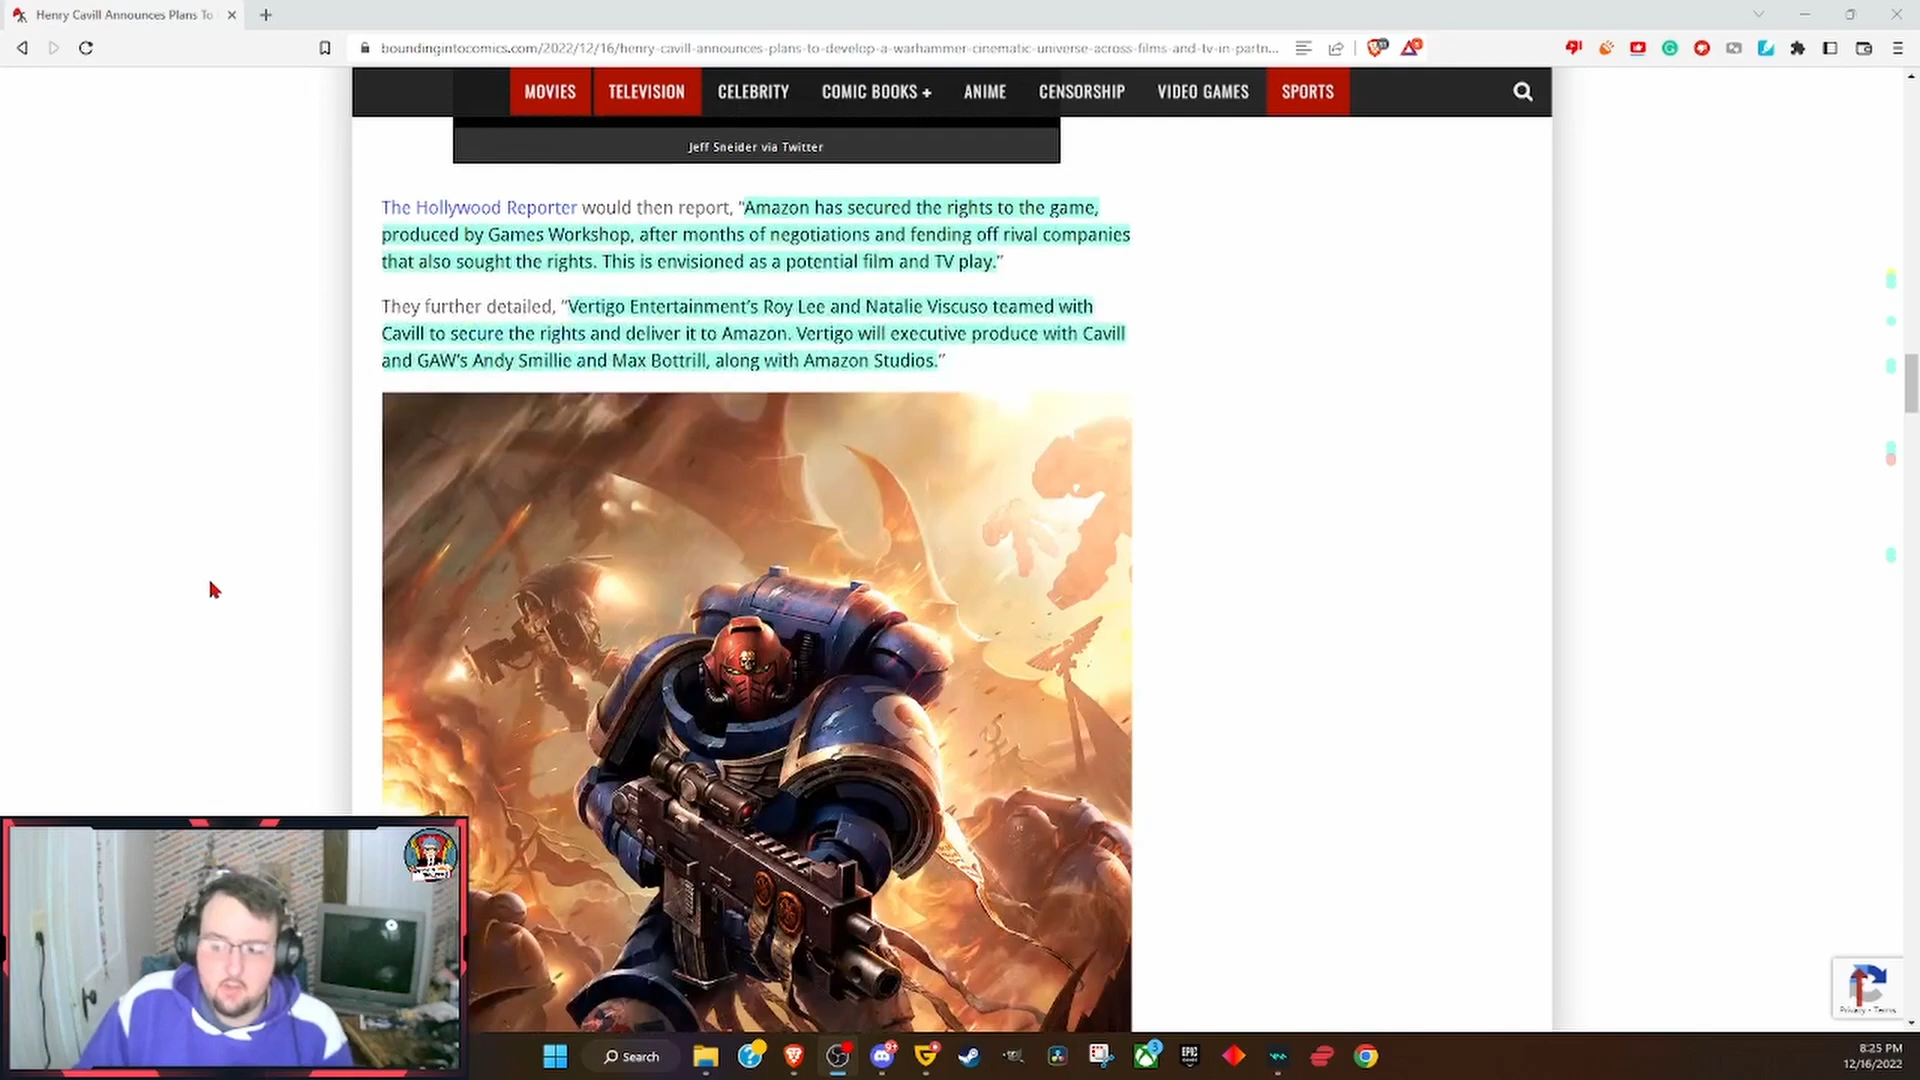 Henry Cavill Announces Plans To
boundingintocomics.com/2022/12/16/henry-cavill-announces-plans-to-develop-a-warhammer-cinematic-universe-across-films-and-tv-in-partn...
MOVIES TELEVISION CELEBRITY COMIC BOOKS + ANIME CENSORSHIP VIDEO GAMES SPORTS
Jeff Sneider via Twitter
The Hollywood Reporter would then report, “Amazon has secured the rights to the game,
produced by Games Workshop, after months of negotiations and fending off rival companies
that also sought the rights. This is envisioned as a potential film and TV play.”
They further detailed, “Vertigo Entertainment’s Roy Lee and Natalie Viscuso teamed with
Cavill to secure the rights and deliver it to Amazon. Vertigo will executive produce with Cavill
and GAW’s Andy Smillie and Max Bottrill, along with Amazon Studios.”
Privacy - Terms
Search
EPIC
8:25 PM
12/16/2022